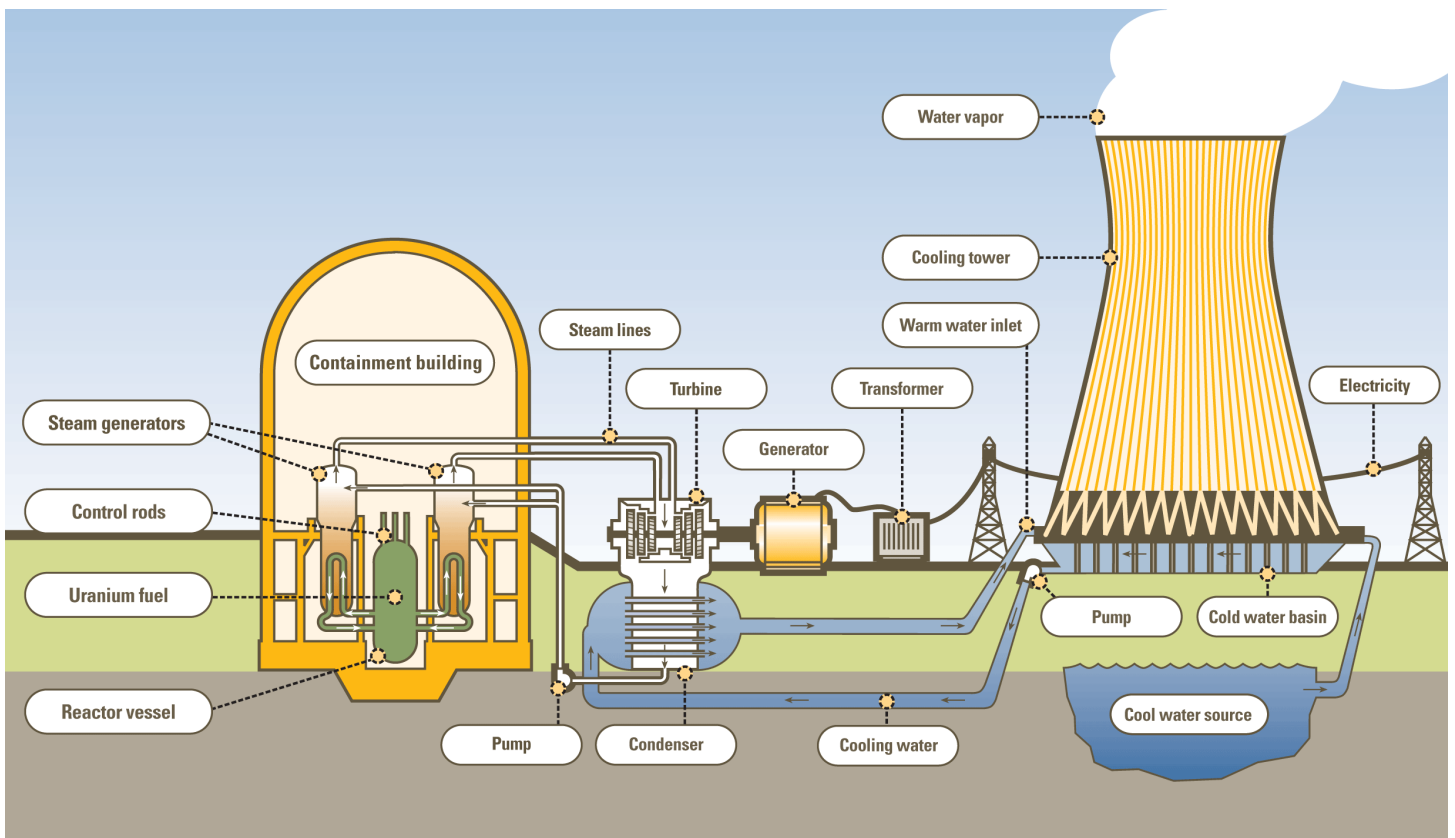 Water vapor
Cooling tower
Steam lines
Warm water inlet
Containment building
Turbine
Transformer
Electricity
Steam generators
Generator
Control rods
Uranium fuel
Pump
Cold water basin
Reactor vessel
Cool water source
Pump
Condenser
Cooling water